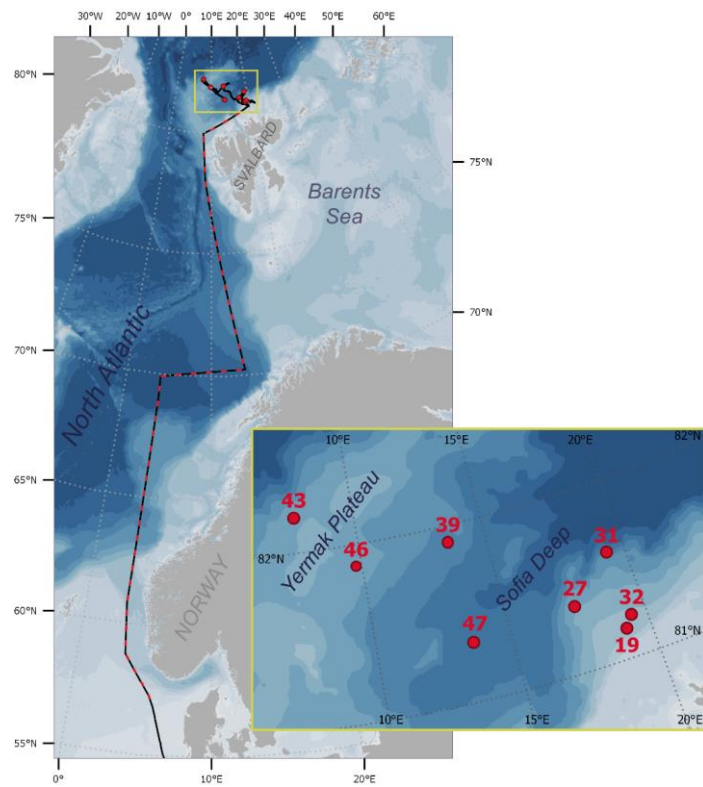 30°W 20°W 10°W 0° 10°E 20°E 30°E 40°E 50°E 60°E
80°N
75°N
SVALBARD
Barents
Sea
75°N
70°N
North Atlantic
70°N
65°N
60°N
55°N
NORWAY
0° 10°E 20°E
10°E 15°E 20°E 82°N
43
Yermak Plateau
39
31
82°N
46
Sofia Deep
27
32
19
81°N
47
10°E 15°E 20°E